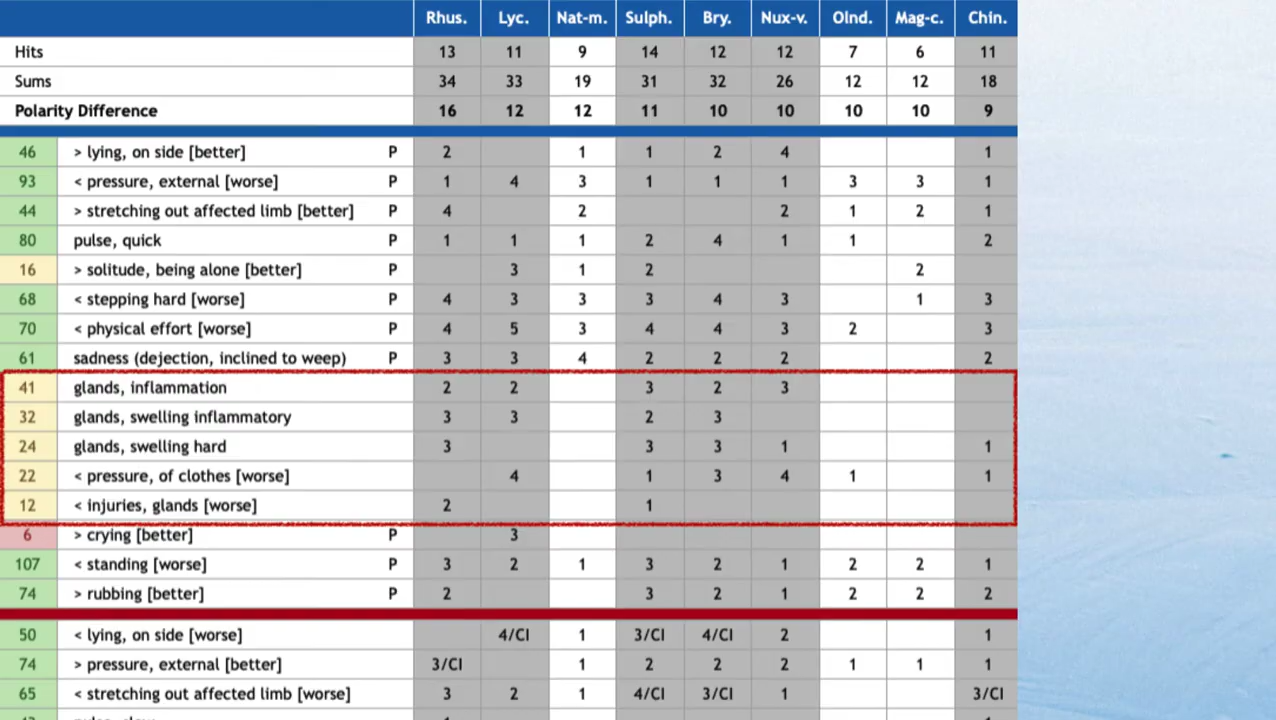 Rhus. Lyc. Nat-m. Sulph. Bry. Nux-v. Olnd. Mag-c. Chin.
Hits 13 11 9 14 12 12 7 6 11
Sums 34 33 19 31 32 26 12 12 18
Polarity Difference 16 12 12 11 10 10 10 10 9
46 > lying, on side [better] P 2 1 1 2 4 1
93 < pressure, external [worse] P 1 4 3 1 1 1 3 3 1
44 > stretching out affected limb [better] P 4 2 2 1 2 1
80 pulse, quick P 1 1 1 2 4 1 1 2
16 > solitude, being alone [better] P 3 1 2 2
68 < stepping hard [worse] P 4 3 3 3 4 3 1 3
70 < physical effort [worse] P 4 5 3 4 4 3 2 3
61 sadness (dejection, inclined to weep) P 3 3 4 2 2 2 2
41 glands, inflammation 2 2 3 2 3
32 glands, swelling inflammatory 3 3 2 3
24 glands, swelling hard 3 3 3 1 1
22 < pressure, of clothes [worse] 4 1 3 4 1 1
12 < injuries, glands [worse] 2 1
6 > crying [better] P 3
107 < standing [worse] P 3 2 1 3 2 1 2 2 1
74 > rubbing [better] P 2 3 2 1 2 2 2
50 < lying, on side [worse] 4/CI 1 3/CI 4/CI 2 1
74 > pressure, external [better] 3/CI 1 2 2 2 1 1 1
65 < stretching out affected limb [worse] 3 2 1 4/CI 3/CI 1 3/CI